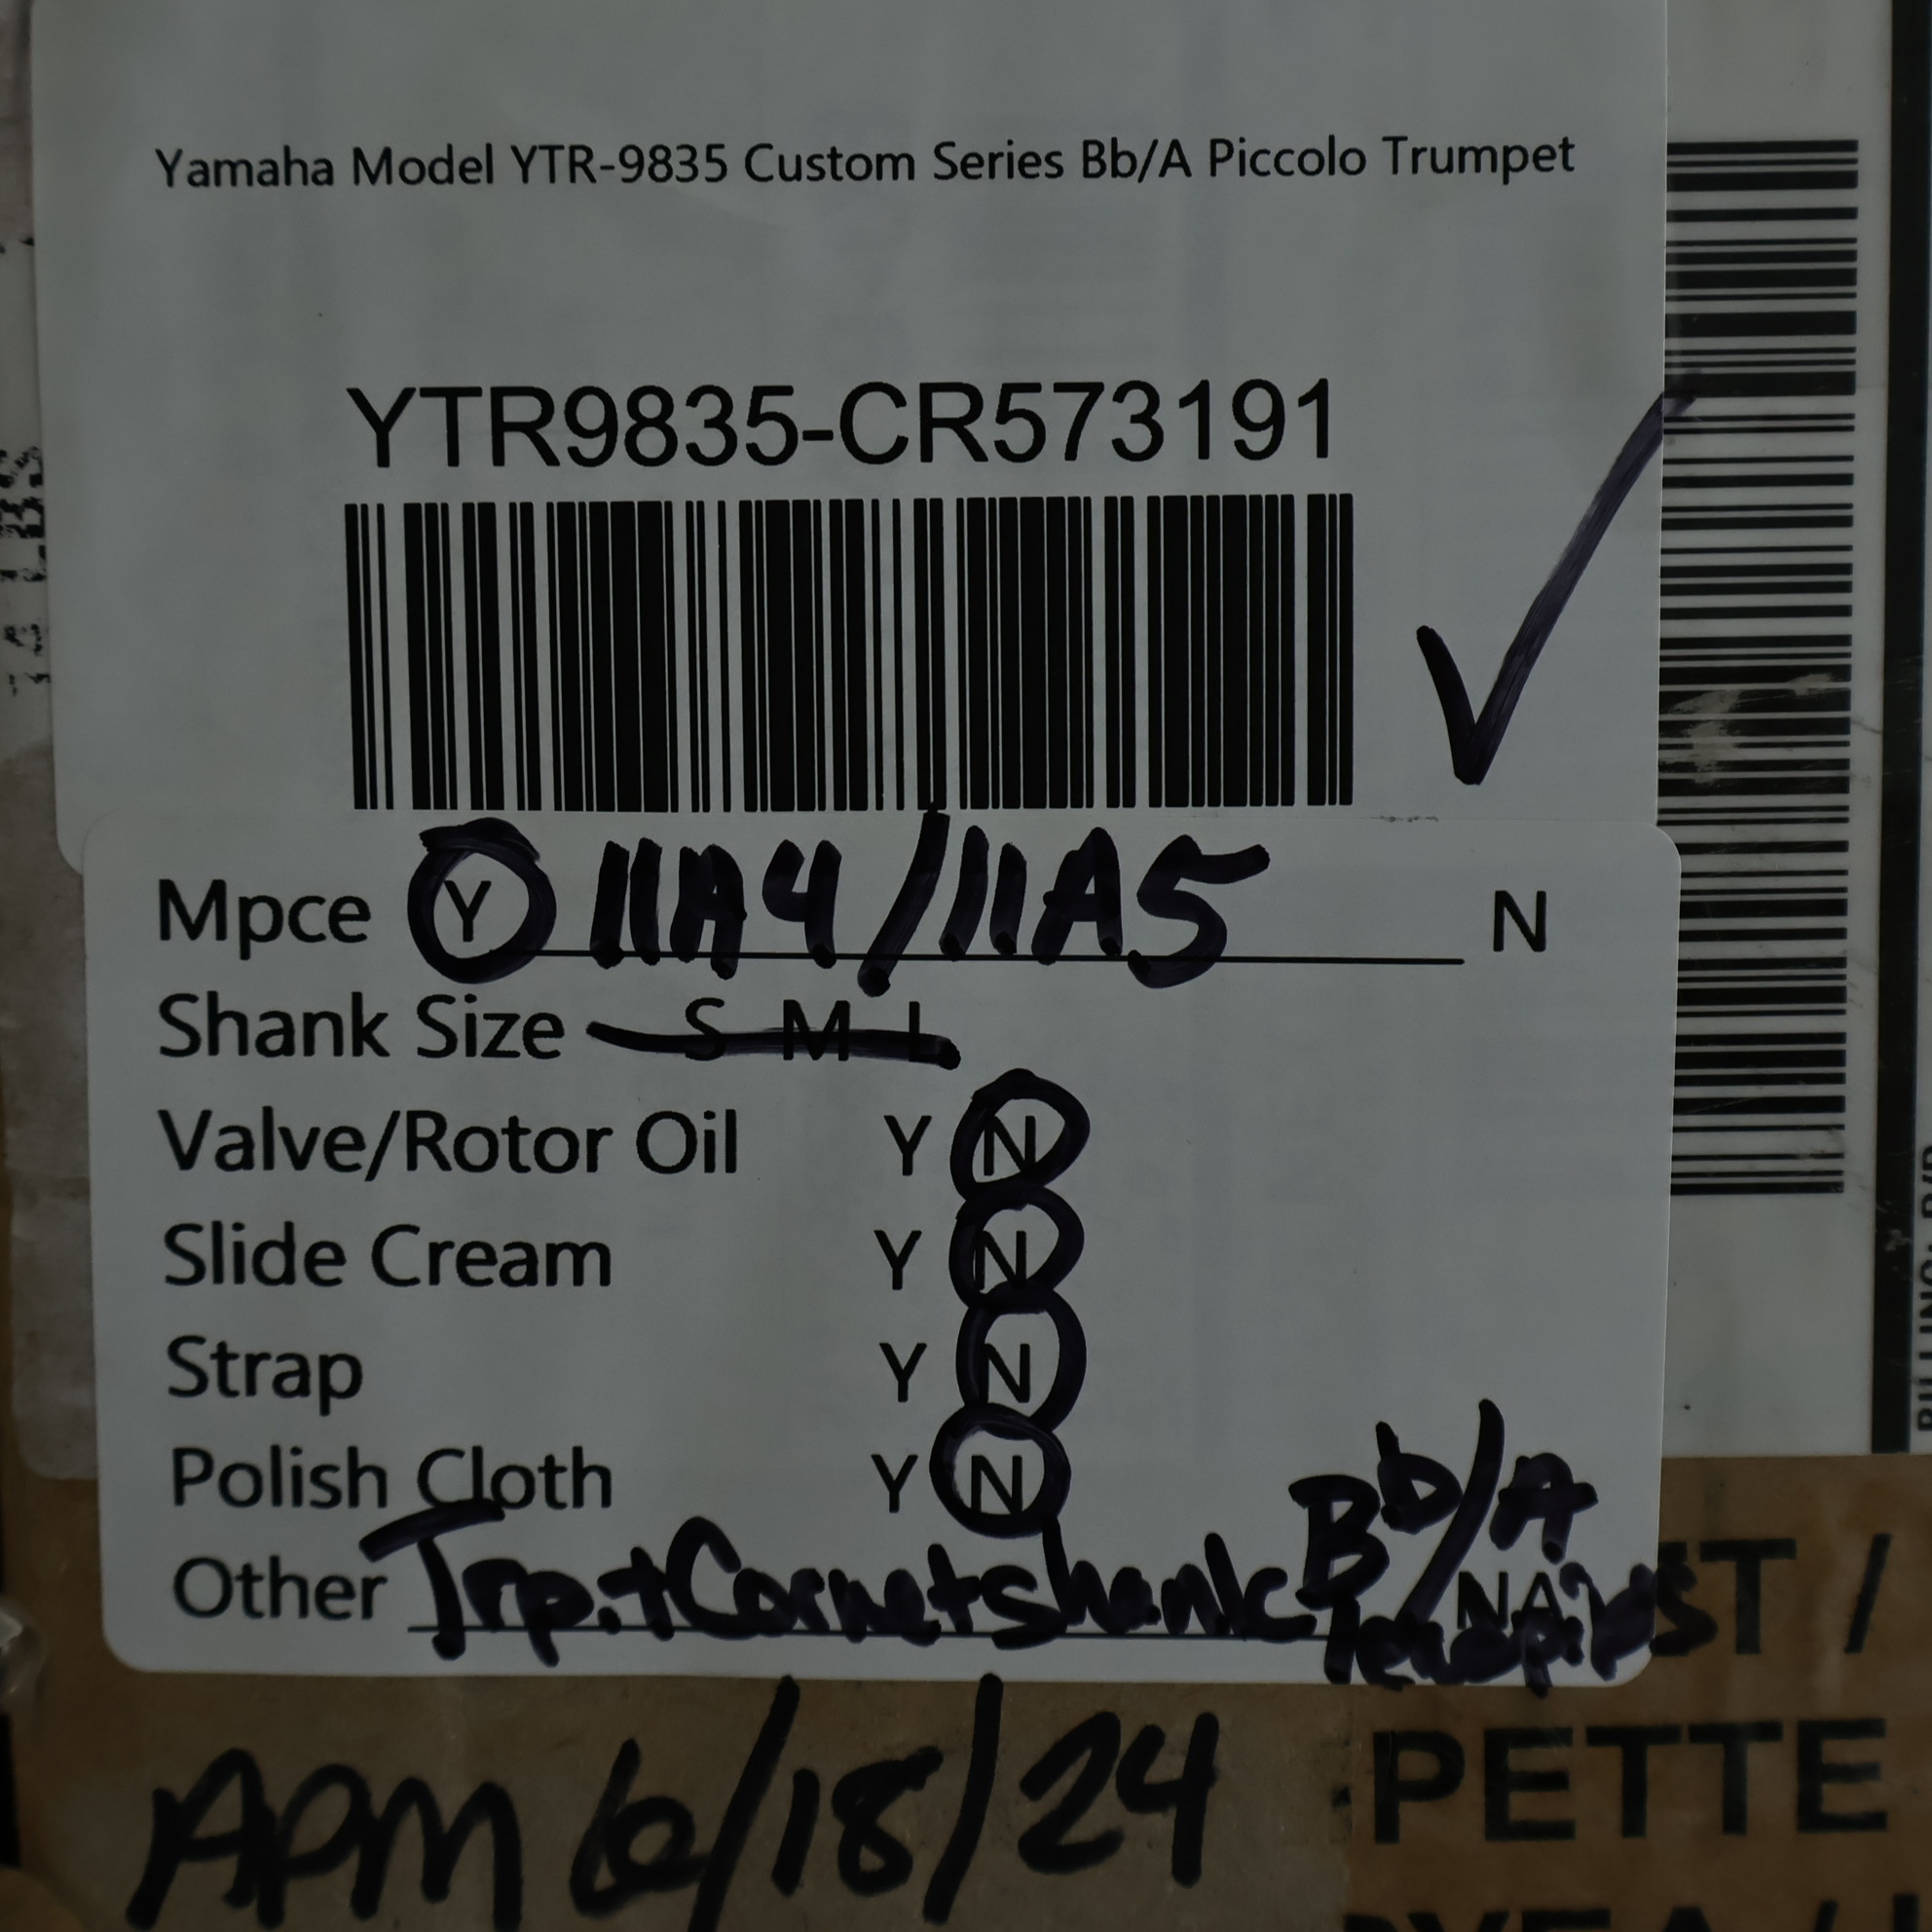 Yamaha Model YTR-9835 Custom Series Bb/A Piccolo Trumpet
YTR9835-CR573191
Mpce Y 11A4/11A5 N
Shank Size S M L
Valve/Rotor Oil Y N
Slide Cream Y N
Strap Y N
Polish Cloth Y N
Bb/A
Other Trp.+Cornet shank NA
APM 6/18/24
ST /
PETTE